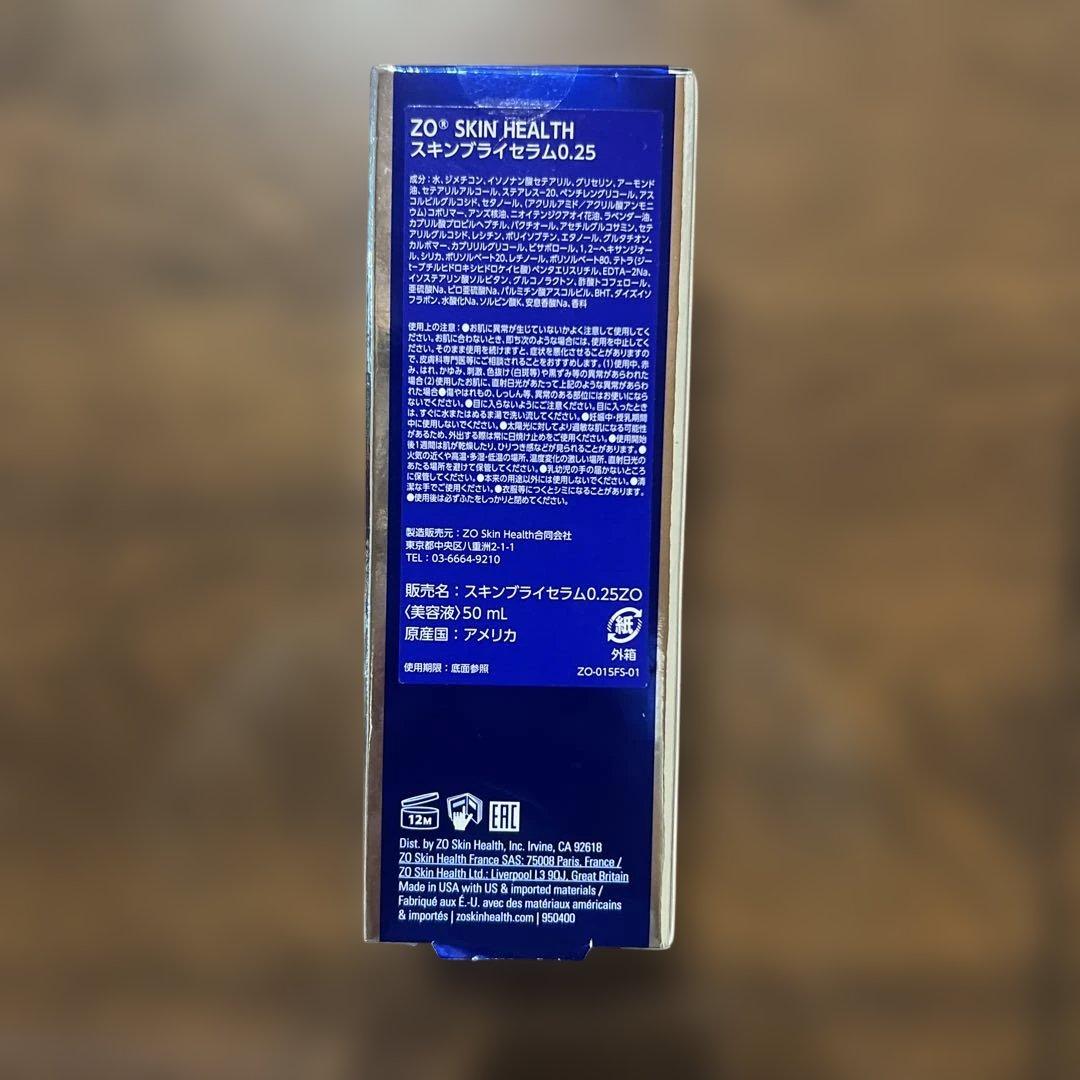 ZO® SKIN HEALTH
スキンブライセラム0.25
成分：水、ジメチコン、イソノナン酸セテアリル、グリセリン、アーモンド
油、セテアリルアルコール、ステアレス-20、ペンチレングリコール、アス
コルビルグルコシド、セタノール、(アクリルアミド／アクリル酸アンモニ
ウム)コポリマー、アンズ核油、ニオイテンジクアオイ花油、ラベンダー油、
カプリル酸プロピルヘプチル、バクチオール、アセチルグルコサミン、セテ
アリルグルコシド、レシチン、ポリイソブテン、エタノール、グルタチオン、
カルボマー、カプリリルグリコール、ビサボロール、1,2-ヘキサンジオー
ル、シリカ、ポリソルベート20、レチノール、ポリソルベート80、テトラ(ジー
t-ブチルヒドロキシヒドロケイヒ酸)ペンタエリスリチル、EDTA-2Na、
イソステアリン酸ソルビタン、グルコノラクトン、酢酸トコフェロール、
亜硫酸Na、ピロ亜硫酸Na、パルミチン酸アスコルビル、BHT、ダイズイソ
フラボン、水酸化Na、ソルビン酸K、安息香酸Na、香料
使用上の注意：●お肌に異常が生じていないかよく注意して使用してく
ださい。お肌に合わないとき、即ち次のような場合には、使用を中止してく
ださい。そのまま使用を続けますと、症状を悪化させることがありますの
で、皮膚科専門医等にご相談されることをおすすめします。(1)使用中、赤
み、はれ、かゆみ、刺激、色抜け(白斑等)や黒ずみ等の異常があらわれた
場合(2)使用したお肌に、直射日光があたって上記のような異常があらわ
れた場合●傷やはれもの、しっしん等、異常のある部位にはお使いになら
ないでください。●目に入らないようにご注意ください。目に入ったとき
は、すぐに水またはぬるま湯で洗い流してください。●妊娠中・授乳期間
中に使用しないでください。●太陽光に対してより過敏な肌になる可能性
があるため、外出する際は常に日焼け止めをご使用ください。●使用開始
後1週間は肌が乾燥したり、ひりつき感などが見られることがあります。●
火気の近くや高温・多湿・低温の場所、温度変化の激しい場所、直射日光の
あたる場所を避けて保管してください。●乳幼児の手の届かないところ
に保管してください。●本来の用途以外には使用しないでください。●清
潔な手でご使用ください。●衣服等につくとシミになることがあります。
●使用後は必ずふたをしっかりと閉めてください。
製造販売元：ZO Skin Health合同会社
東京都中央区八重洲2-1-1
TEL：03-6664-9210
販売名：スキンブライセラム0.25ZO
〈美容液〉50 mL
原産国：アメリカ
紙
外箱
使用期限：底面参照
ZO-015FS-01
12M
EAC
Dist. by ZO Skin Health, Inc. Irvine, CA 92618
ZO Skin Health France SAS: 75008 Paris, France /
ZO Skin Health Ltd.: Liverpool L3 9QJ, Great Britain
Made in USA with US & imported materials /
Fabriqué aux É.-U. avec des matériaux américains
& importés | zoskinhealth.com | 950400